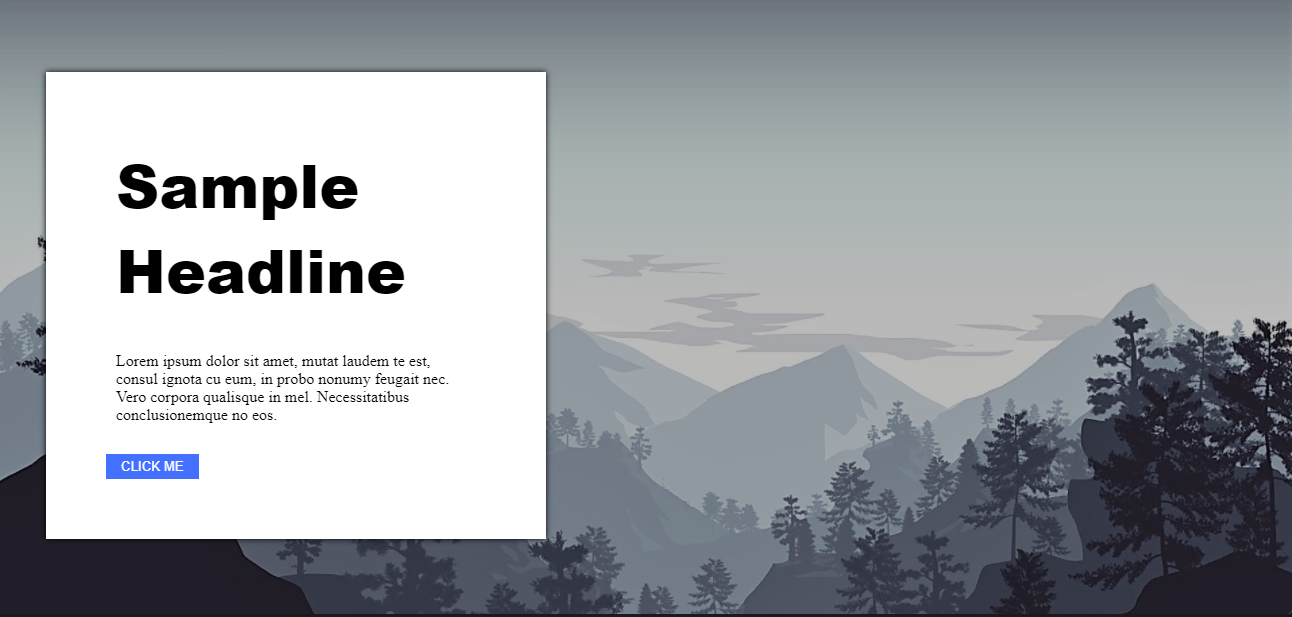 Sample
Headline
Lorem ipsum dolor sit amet, mutat laudem te est,
consul ignota cu eum, in probo nonumy feugait nec.
Vero corpora qualisque in mel. Necessitatibus
conclusionemque no eos.
CLICK ME